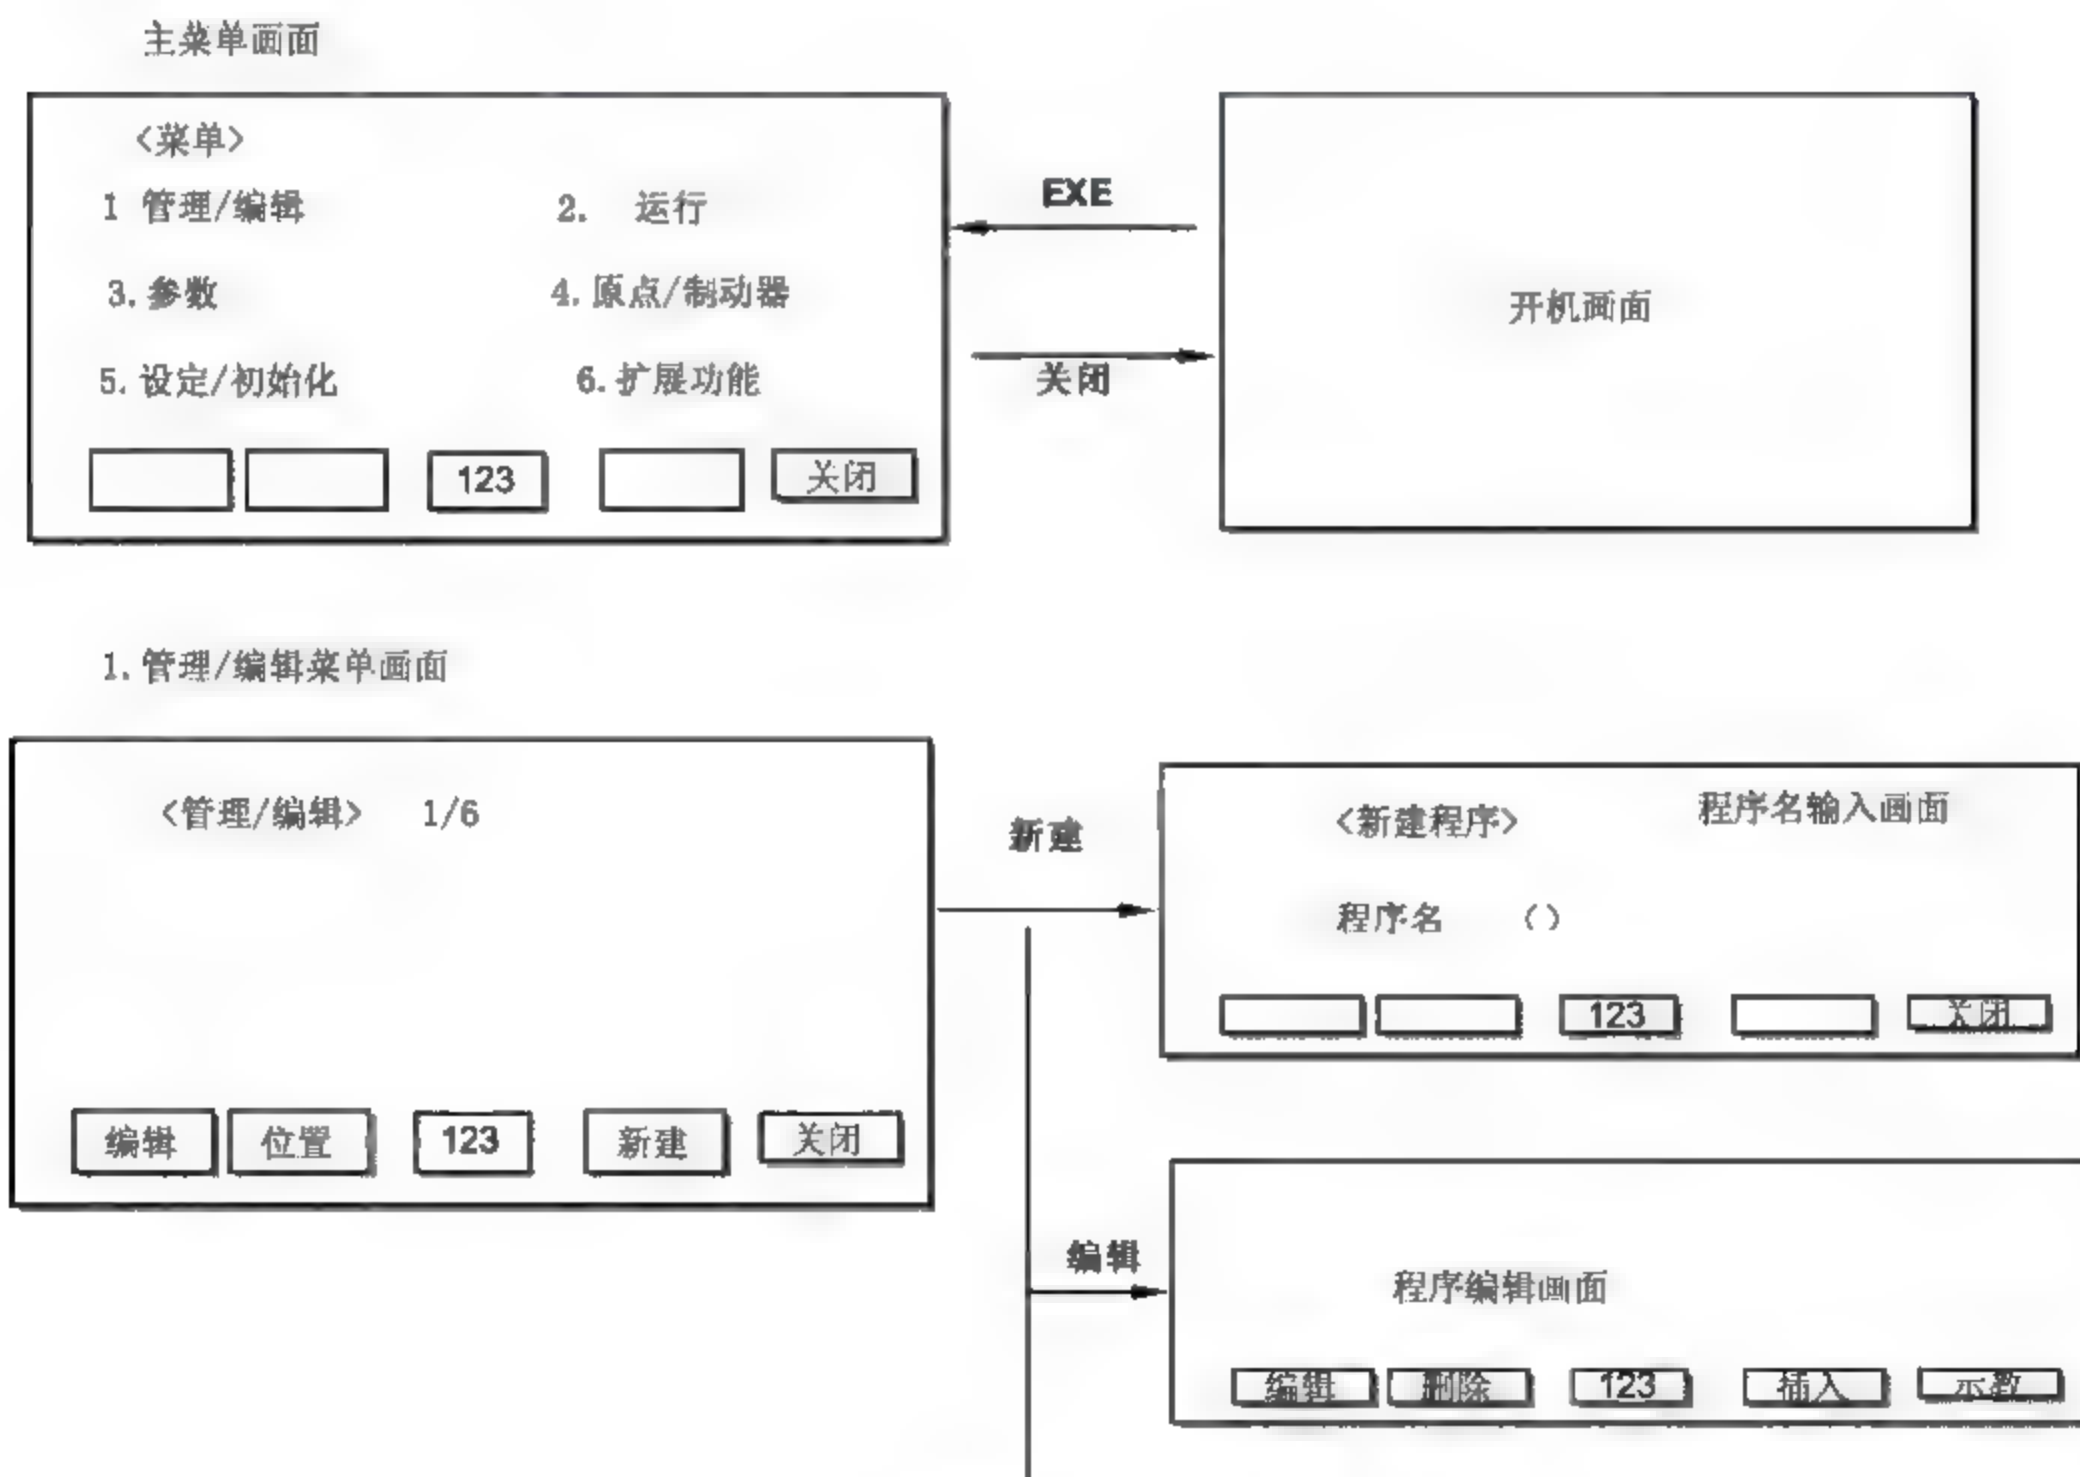 主菜单画面
<菜单>
1 管理/编辑
2. 运行
3.参数
4.原点/制动器
5.设定/初始化
6.扩展功能
123
关闭
EXE
关闭
开机画面
1.管理/编辑菜单画面
<管理/编辑> 1/6
编辑
位置
123
新建
关闭
新建
<新建程序>
程序名输入画面
程序名 ()
123
关闭
编辑
程序编辑画面
编辑
删除
123
插入
示教